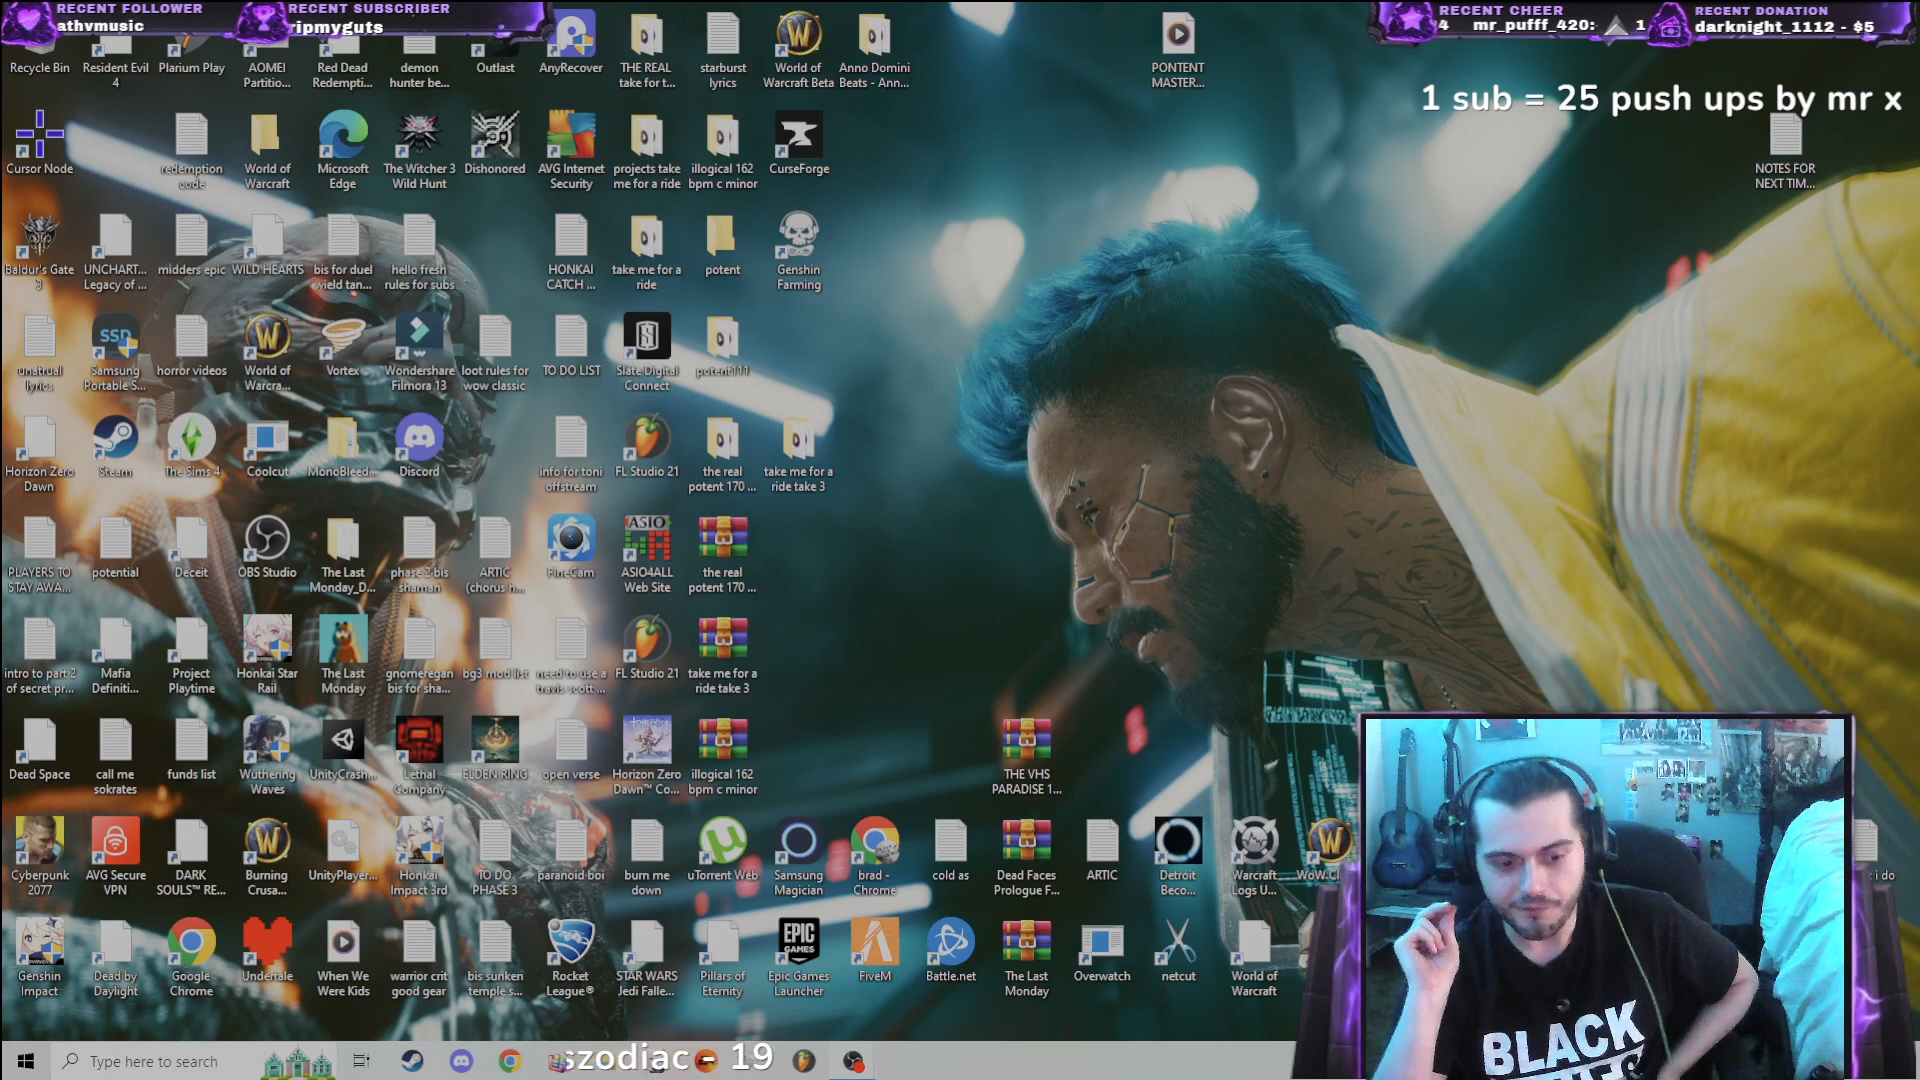 RECENT FOLLOWER
athvmusic
RECENT SUBSCRIBER
ripmyguts
RECENT CHEER
4 mr_pufff_420: 1
RECENT DONATION
darknight_1112 - $5
1 sub = 25 push ups by mr x
Recycle Bin
Resident Evil 4
Plarium Play
AOMEI Partitio...
Red Dead Redempti...
demon hunter be...
Outlast
AnyRecover
THE REAL take for t...
starburst lyrics
World of Warcraft Beta
Anno Domini Beats - Ann...
PONTENT MASTER...
Cursor Node
redemption code
World of Warcraft
Microsoft Edge
The Witcher 3 Wild Hunt
Dishonored
AVG Internet Security
projects take me for a ride
illogical 162 bpm c minor
CurseForge
NOTES FOR NEXT TIM...
Baldur's Gate 3
UNCHART... Legacy of ...
midders epic
WILD HEARTS
bis for duel wield tan...
hello fresh rules for subs
HONKAI CATCH ...
take me for a ride
potent
Genshin Farming
unatrual lyrics
SSD
Samsung Portable S...
horror videos
World of Warcra...
Vortex
Wondershare Filmora 13
loot rules for wow classic
TO DO LIST
Slate Digital Connect
potent111
Horizon Zero Dawn
Steam
The Sims 4
Coolcut
MonoBleed...
Discord
info for toni offstream
FL Studio 21
the real potent 170 ...
take me for a ride take 3
PLAYERS TO STAY AWA...
potential
Deceit
OBS Studio
The Last Monday_D...
phase 2 bis shaman
ARTIC (chorus h...
FineCam
ASIO
ASIO4ALL Web Site
the real potent 170 ...
intro to part 2 of secret pr...
Mafia Definiti...
Project Playtime
Honkai Star Rail
The Last Monday
gnomeregan bis for sha...
bg3 mod list
need to use a travis scott ...
FL Studio 21
take me for a ride take 3
Dead Space
call me sokrates
funds list
Wuthering Waves
UnityCrash...
Lethal Company
ELDEN RING
open verse
Horizon Zero Dawn™ Co...
illogical 162 bpm c minor
THE VHS PARADISE 1...
Cyberpunk 2077
AVG Secure VPN
DARK SOULS™ RE...
Burning Crusa...
UnityPlayer...
Honkai Impact 3rd
TO DO PHASE 3
paranoid boi
burn me down
uTorrent Web
Samsung Magician
brad - Chrome
cold as
Dead Faces Prologue F...
ARTIC
Detroit Beco...
Warcraft Logs U...
WoW Cl
t i do
Genshin Impact
Dead by Daylight
Google Chrome
Undertale
When We Were Kids
warrior crit good gear
bis sunken temple s...
Rocket League®
STAR WARS Jedi Falle...
Pillars of Eternity
EPIC GAMES
Epic Games Launcher
FiveM
Battle.net
The Last Monday
Overwatch
netcut
World of Warcraft
BLACK
Type here to search
szodiac - 19